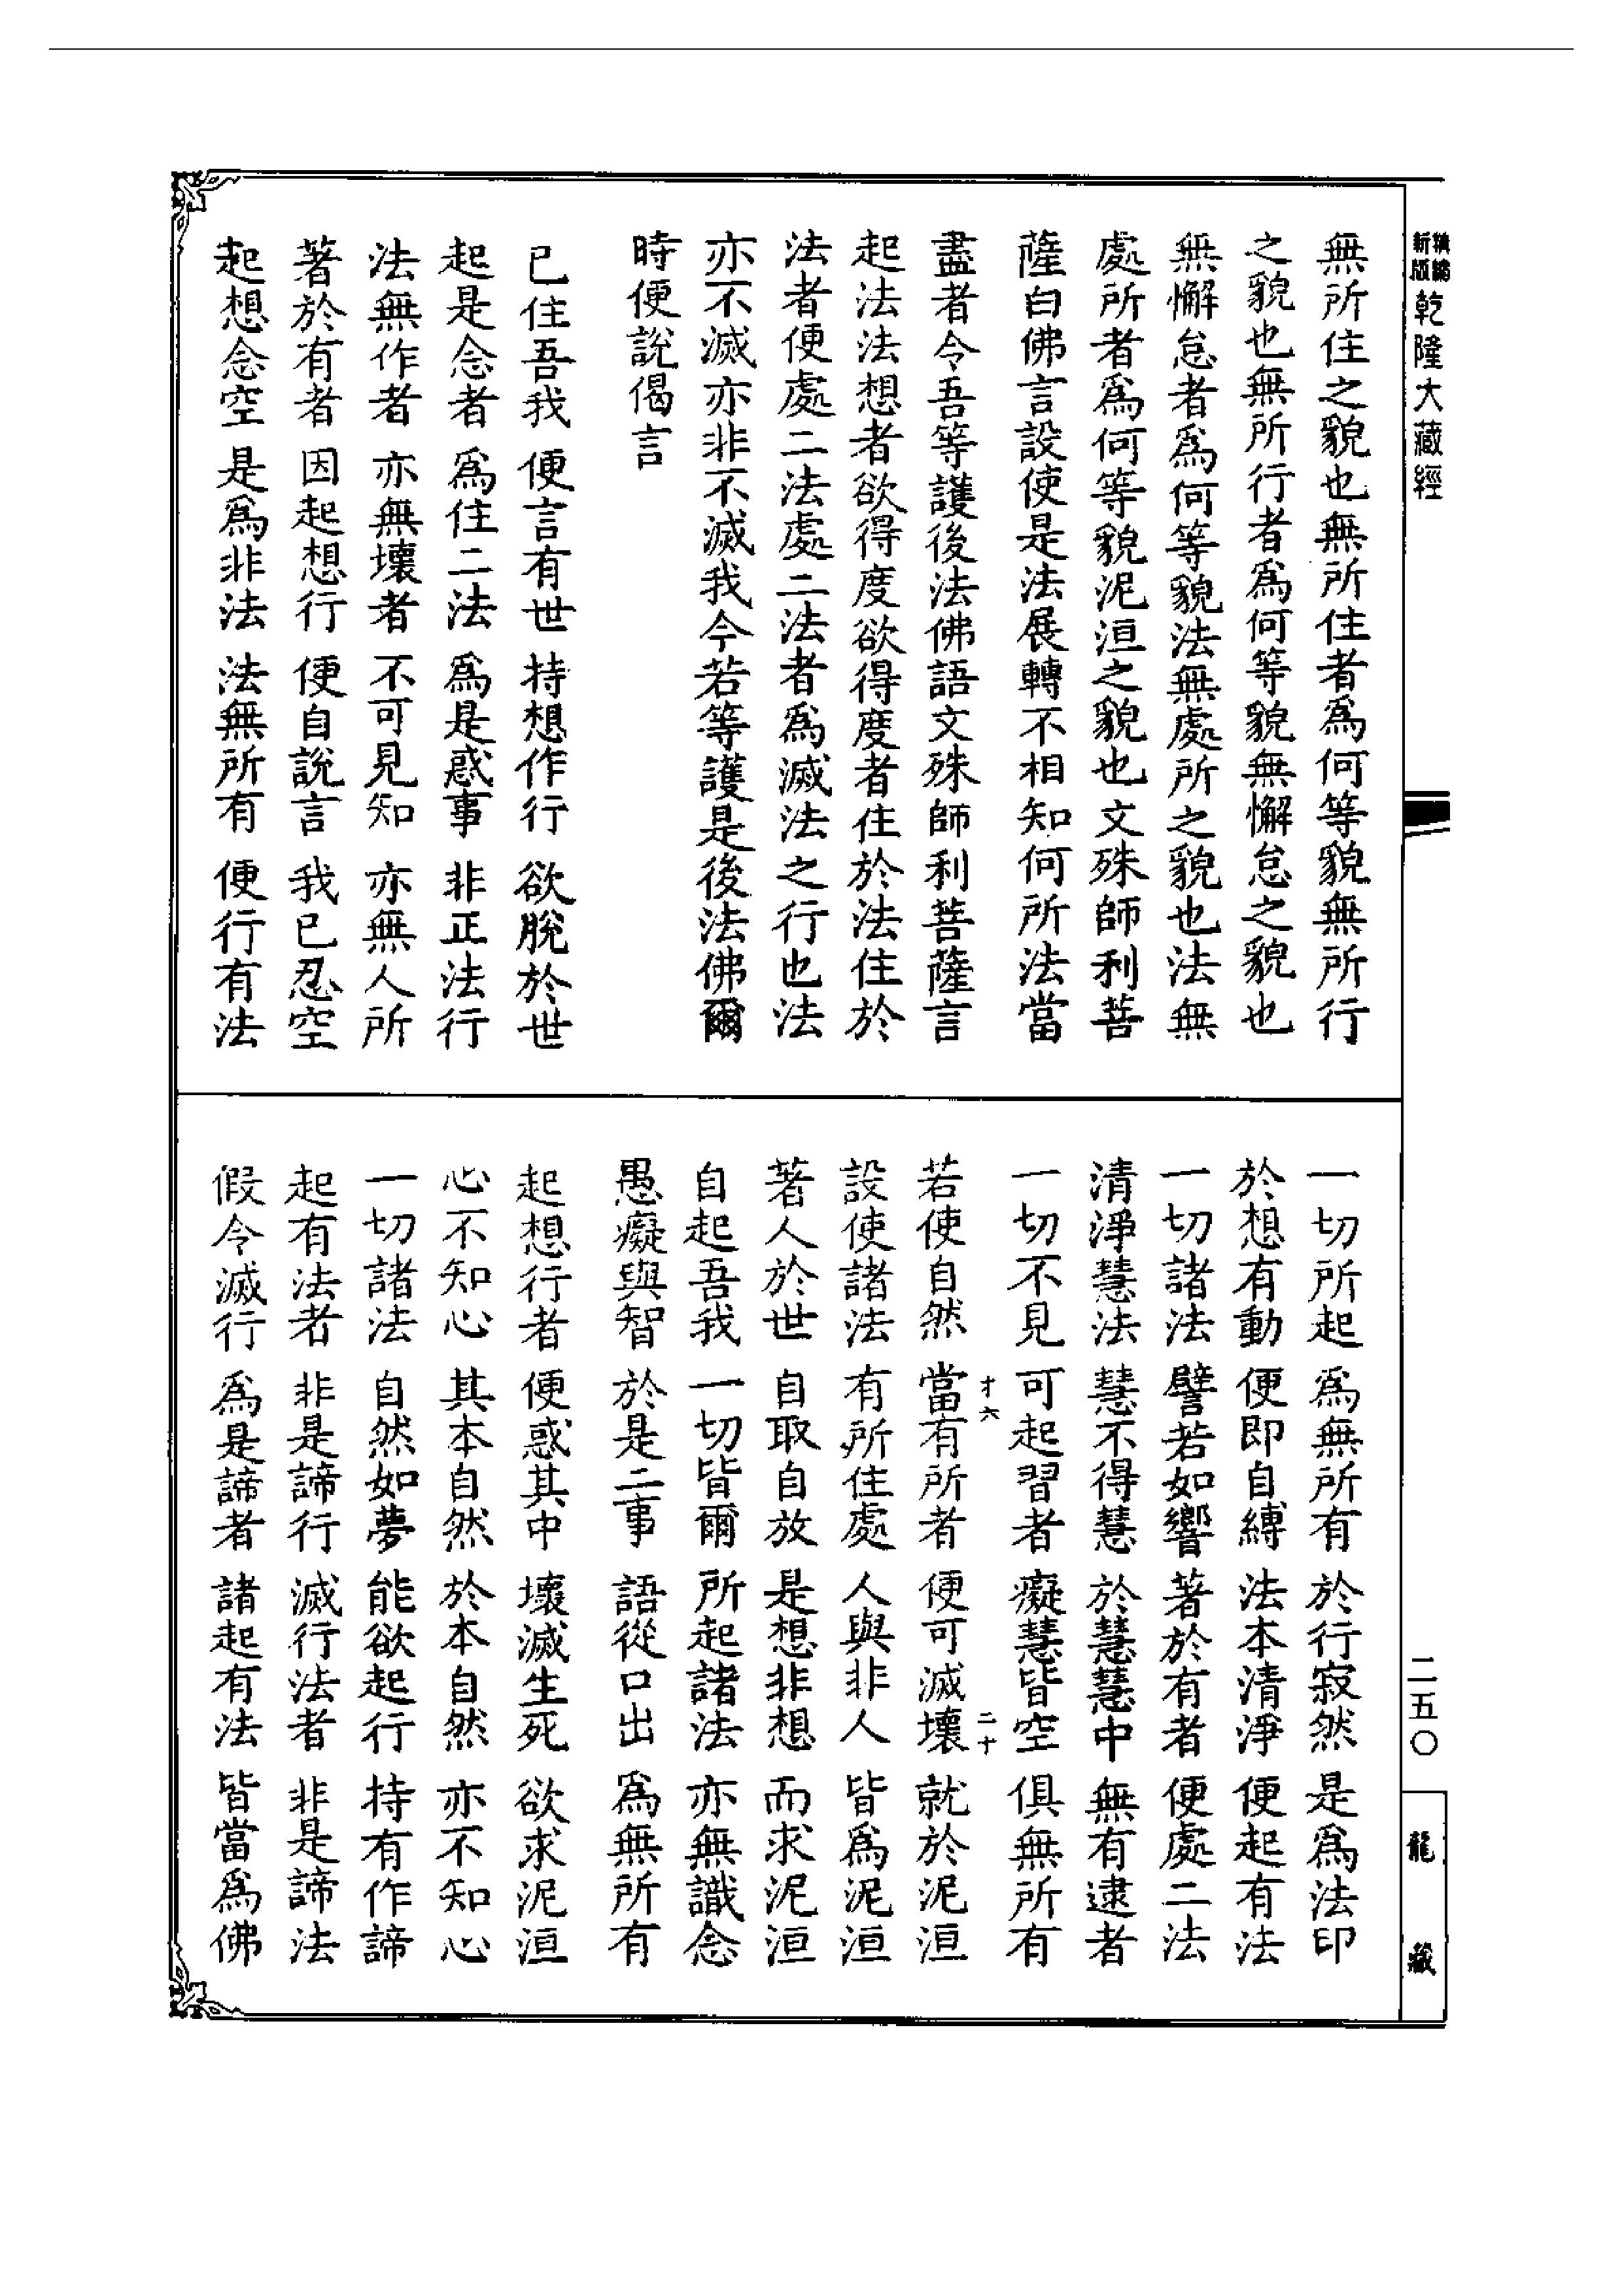 新編縮版乾隆大藏經
無所住之貌也無所住者爲何等貌無所行
之貌也無所行者爲何等貌無懈怠之貌也
無懈怠者爲何等貌法無處所之貌也法無
處所者爲何等貌泥洹之貌也文殊師利菩
薩白佛言設使是法展轉不相知何所法當
盡者令吾等護後法佛語文殊師利菩薩言
起法法想者欲得度欲得度者住於法住於
法者便處二法處二法者爲滅法之行也法
亦不滅亦非不滅我今若等護是後法佛爾
時便說偈言
已住吾我 便言有世 持想作行 欲脫於世
起是念者 爲住二法 爲是惑事 非正法行
法無作者 亦無壞者 不可見知 亦無人所
著於有者 因起想行 便自說言 我已忍空
起想念空 是爲非法 法無所有 便行有法
一切所起 爲無所有 於行寂然 是爲法印
於想有動 便即自縛 法本清淨 便起有法
一切諸法 譬若如響 著於有者 便處二法
清淨慧法 慧不得慧 於慧慧中 無有逮者
一切不見 可起習者 癡慧皆空 俱無所有
才六 二十
若使自然 當有所者 便可滅壞 就於泥洹
設使諸法 有所住處 人與非人 皆爲泥洹
著人於世 自取自放 是想非想 而求泥洹
自起吾我 一切皆爾 所起諸法 亦無識念
愚癡與智 於是二事 語從口出 爲無所有
起想行者 便惑其中 壞滅生死 欲求泥洹
心不知心 其本自然 於本自然 亦不知心
一切諸法 自然如夢 能欲起行 持有作諦
起有法者 非是諦行 滅行法者 非是諦法
假令滅行 爲是諦者 諸起有法 皆當爲佛
二五〇
龍藏